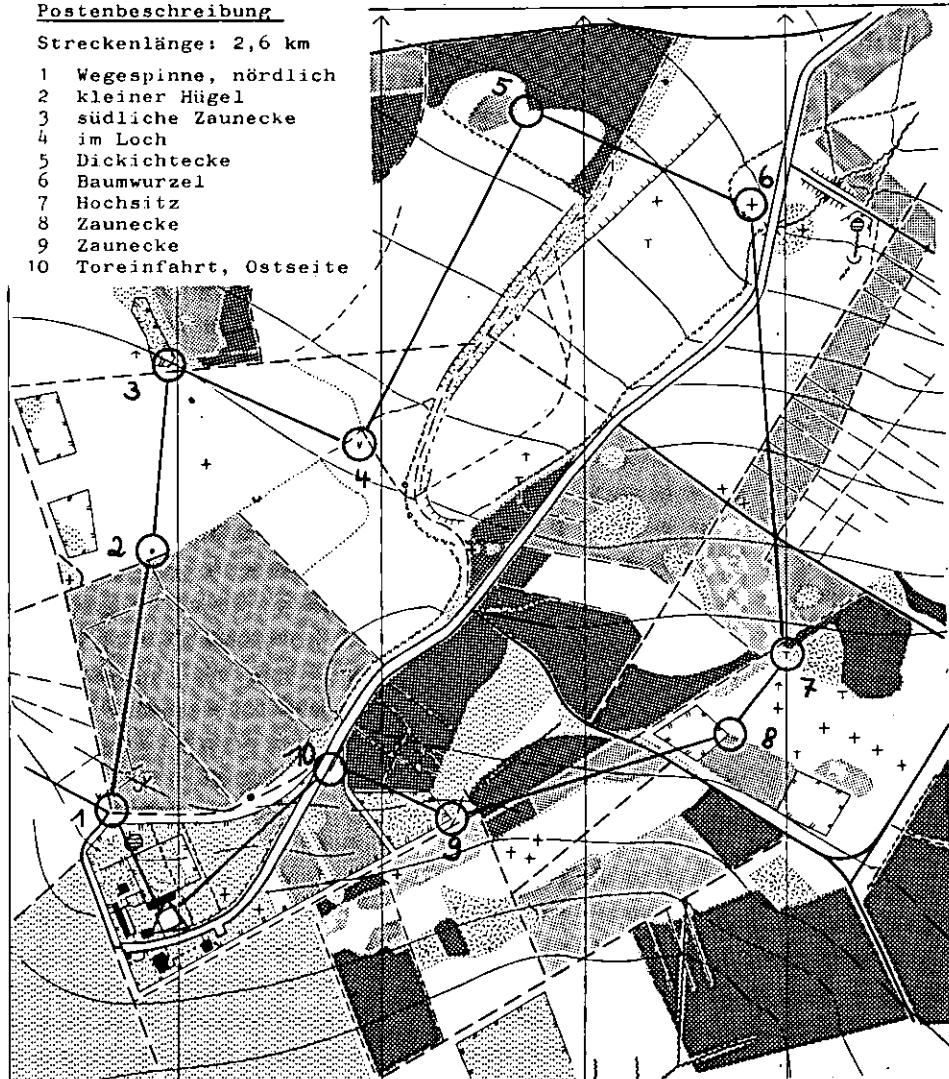 Postenbeschreibung
Streckenlänge: 2,6 km
1 Wegespinne, nördlich
2 kleiner Hügel
3 südliche Zaunecke
4 im Loch
5 Dickichtecke
6 Baumwurzel
7 Hochsitz
8 Zaunecke
9 Zaunecke
10 Toreinfahrt, Ostseite
5
6
3
4
2
7
8
10
1
9